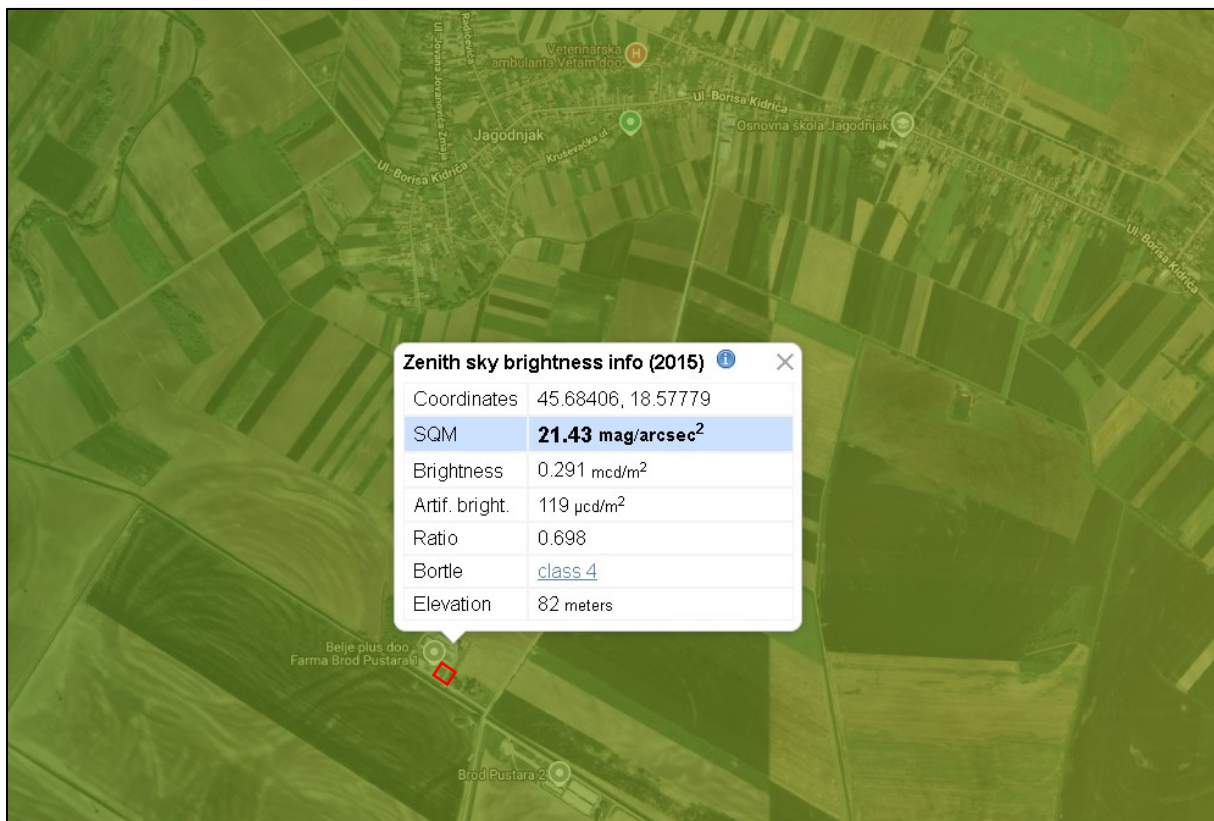 Ul. Jovana Jovanovića Zmaja
Radićevića
Veterinarska
ambulanta Vetam doo
H
Ul. Borisa Kidriča
Jagodnjak
Kruševačka ul.
Osnovna škola Jagodnjak
Ul. Borisa Kidriča
Ul. Borisa Kidriča
Zenith sky brightness info (2015)
Coordinates 45.68406, 18.57779
SQM 21.43 mag/arcsec²
Brightness 0.291 mcd/m²
Artif. bright. 119 μcd/m²
Ratio 0.698
Bortle class 4
Elevation 82 meters
Belje plus doo
Farma Brod Pustara 1
Brod Pustara 2